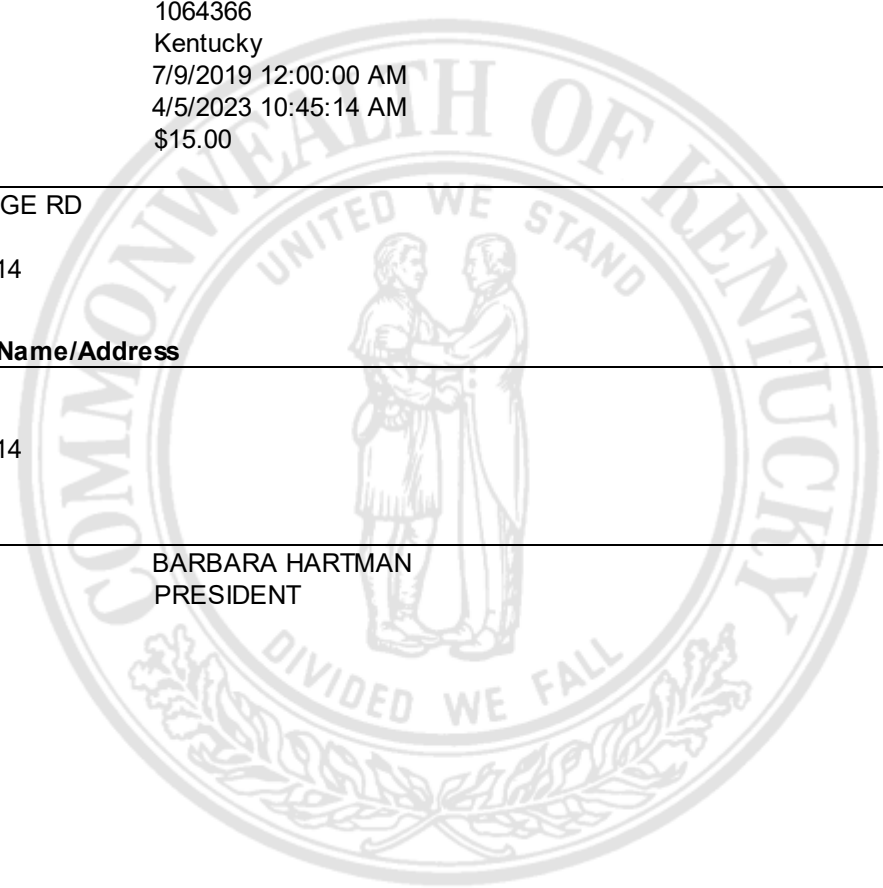 1064366
Kentucky
7/9/2019 12:00:00 AM
4/5/2023 10:45:14 AM
$15.00
COMMONWEALTH OF KENTUCKY
UNITED WE STAND
GE RD
14
Name/Address
14
BARBARA HARTMAN
PRESIDENT
DIVIDED WE FALL